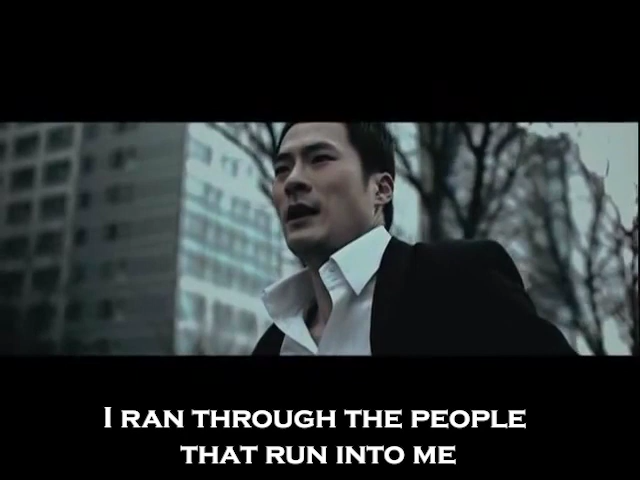 I RAN THROUGH THE PEOPLE
THAT RUN INTO ME